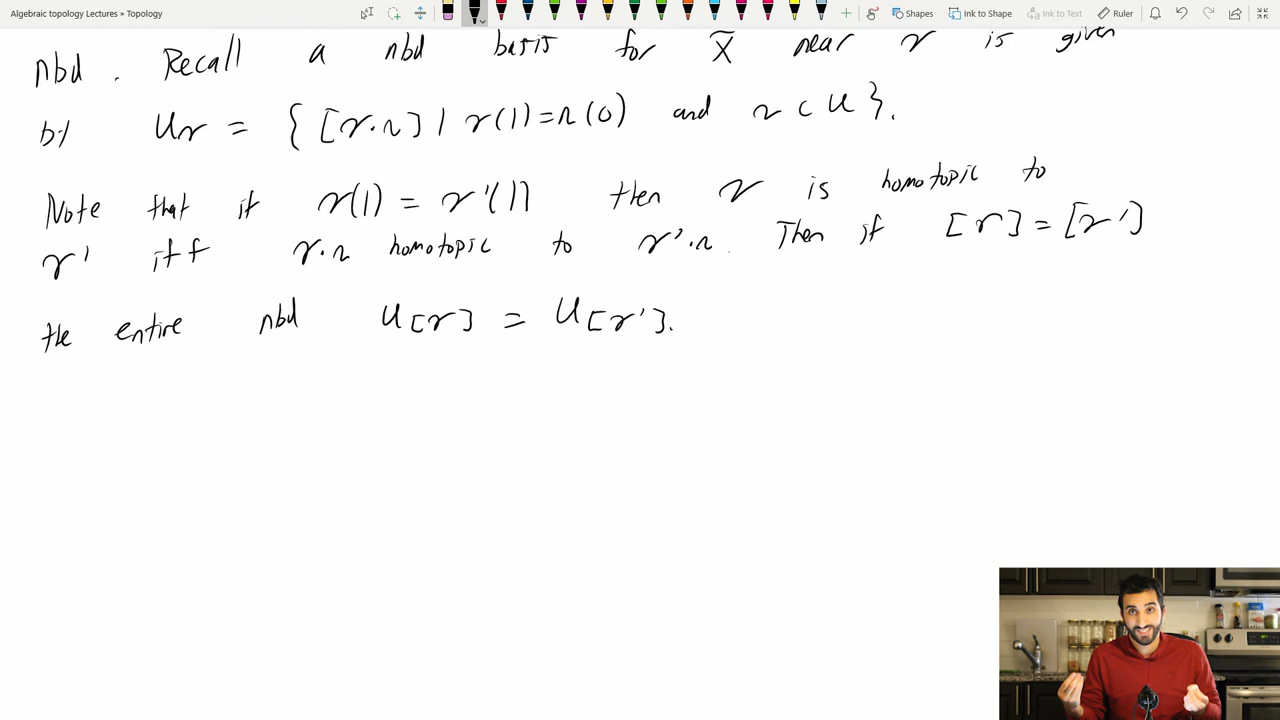 Algebraic topology Lectures » Topology
Shapes
Ink to Shape
Ink to Text
Ruler
nbd . Recall a nbd basis for X̃ near γ is given
by Uγ = { [γ·η] | γ(1)=η(0) and η ⊂ U }.
Note that if γ(1) = γ'(1) then γ is homotopic to
γ' iff γ·η homotopic to γ'·η. Then if [γ] = [γ']
the entire nbd U[γ] = U[γ'].